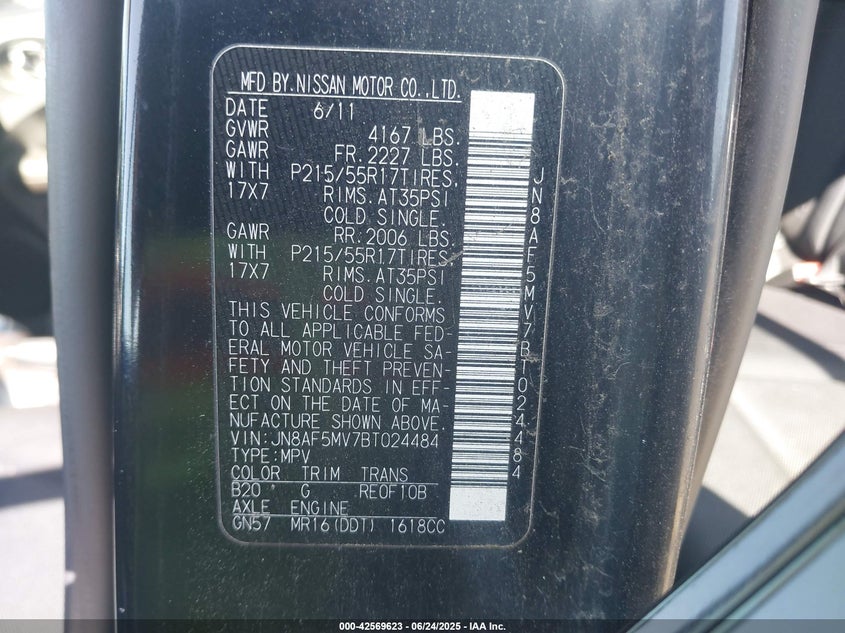 MFD BY.NISSAN MOTOR CO.,LTD.
DATE 6/11
GVWR 4167 LBS.
GAWR FR.2227 LBS.
WITH P215/55R17TIRES,
17X7 RIMS.AT35PSI
COLD SINGLE.
GAWR RR.2006 LBS.
WITH P215/55R17TIRES,
17X7 RIMS.AT35PSI
COLD SINGLE.
THIS VEHICLE CONFORMS
TO ALL APPLICABLE FED-
ERAL MOTOR VEHICLE SA-
FETY AND THEFT PREVEN-
TION STANDARDS IN EFF-
ECT ON THE DATE OF MA-
NUFACTURE SHOWN ABOVE.
VIN:JN8AF5MV7BT024484
TYPE:MPV
COLOR TRIM TRANS
B20 G RE0F10B
AXLE ENGINE
GN57 MR16(DDT) 1618CC
JN8AF5MV7BT024484
000-42569623 - 06/24/2025 - IAA Inc.